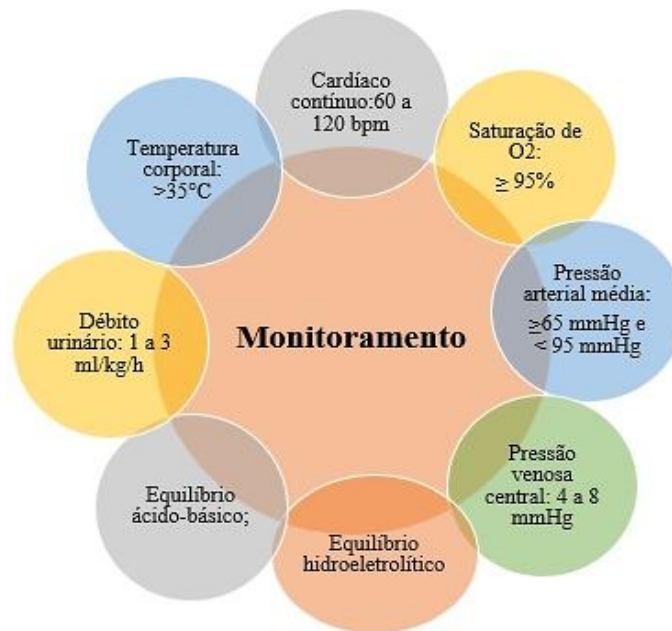 Cardíaco
contínuo:60 a
120 bpm
Saturação de
O2:
≥ 95%
Pressão
arterial média:
≥65 mmHg e
< 95 mmHg
Pressão
venosa
central: 4 a 8
mmHg
Equilíbrio
hidroeletrolítico
Equilíbrio
ácido-básico;
Débito
urinário: 1 a 3
ml/kg/h
Temperatura
corporal:
>35°C
Monitoramento